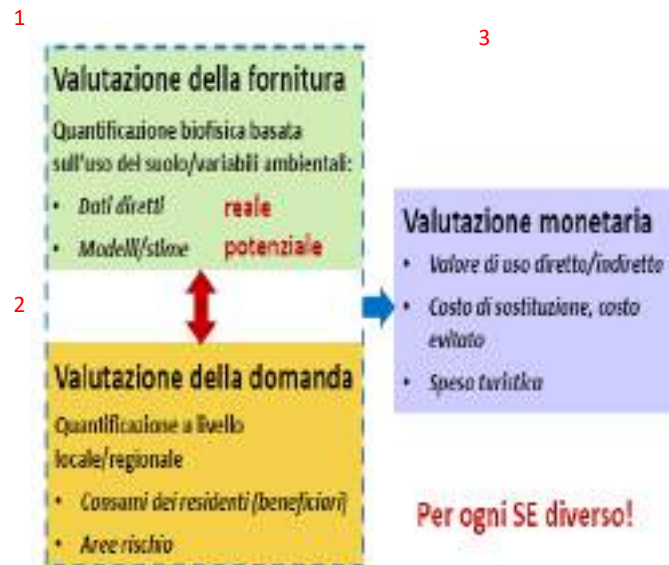 1
Valutazione della fornitura
Quantificazione biofisica basata
sull'uso del suolo/variabili ambientali:
• Dati diretti reale
• Modelli/stime potenziale
2
Valutazione della domanda
Quantificazione a livello
locale/regionale
• Consumi dei residenti (beneficiari)
• Aree rischio
3
Valutazione monetaria
• Valore di uso diretto/indiretto
• Costo di sostituzione, costo
evitato
• Spesa turistica
Per ogni SE diverso!